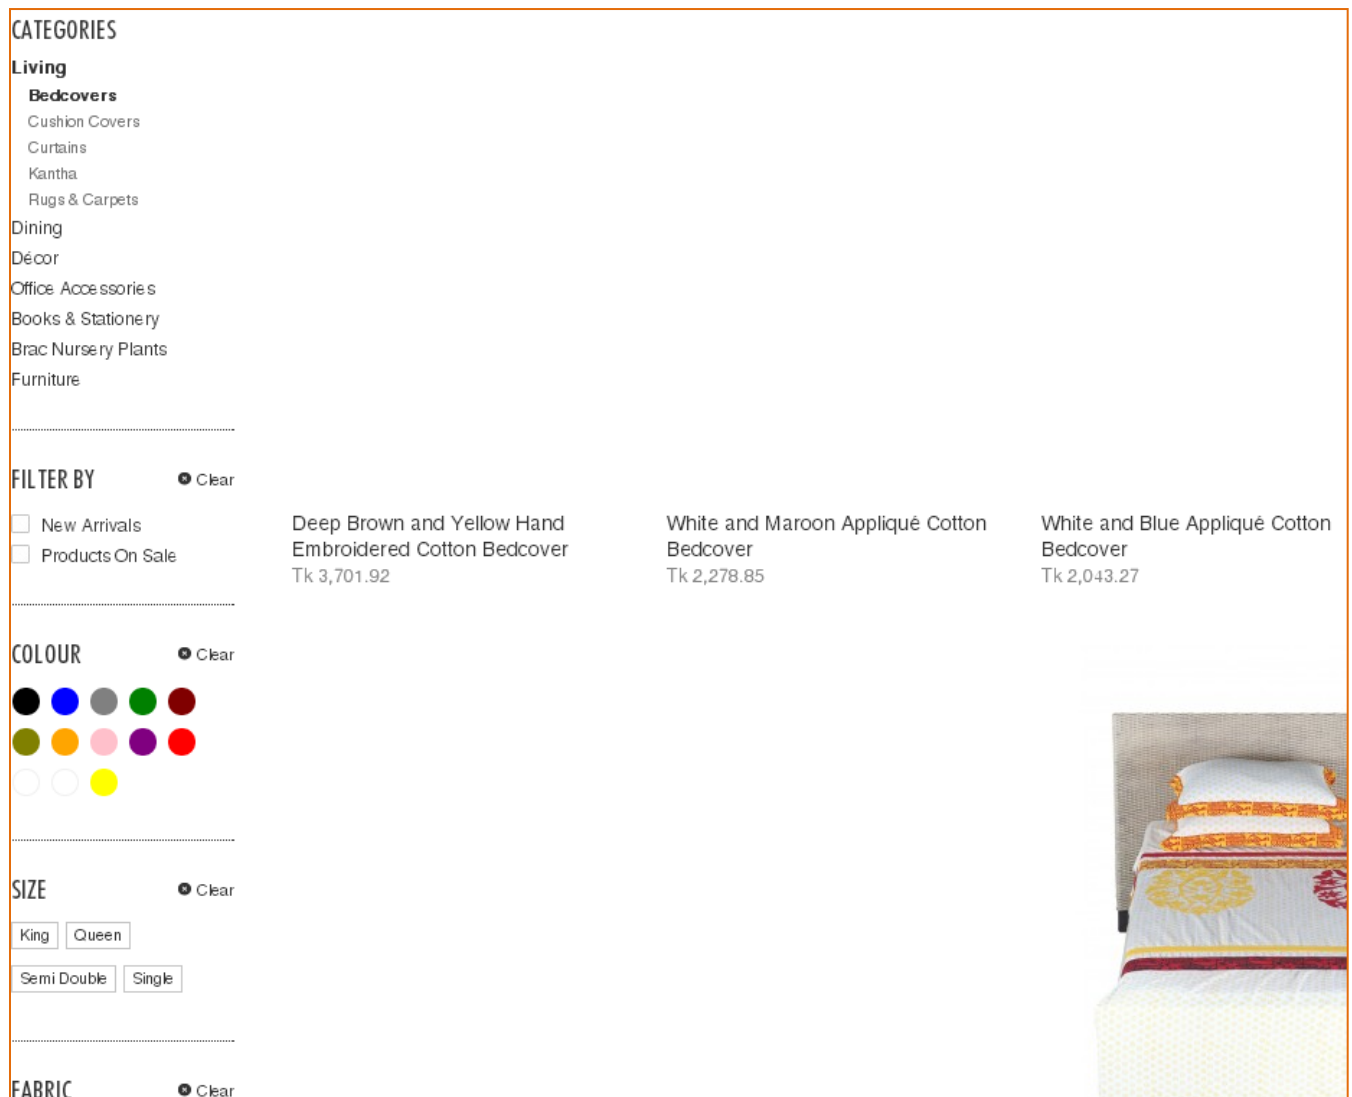 CATEGORIES
Living
Bedcovers
Cushion Covers
Curtains
Kantha
Rugs & Carpets
Dining
Décor
Office Accessories
Books & Stationery
Brac Nursery Plants
Furniture
FILTER BY
Clear
New Arrivals
Products On Sale
COLOUR
Clear
SIZE
Clear
King
Queen
Semi Double
Single
FABRIC
Clear
Deep Brown and Yellow Hand
Embroidered Cotton Bedcover
Tk 3,701.92
White and Maroon Appliqué Cotton
Bedcover
Tk 2,278.85
White and Blue Appliqué Cotton
Bedcover
Tk 2,043.27